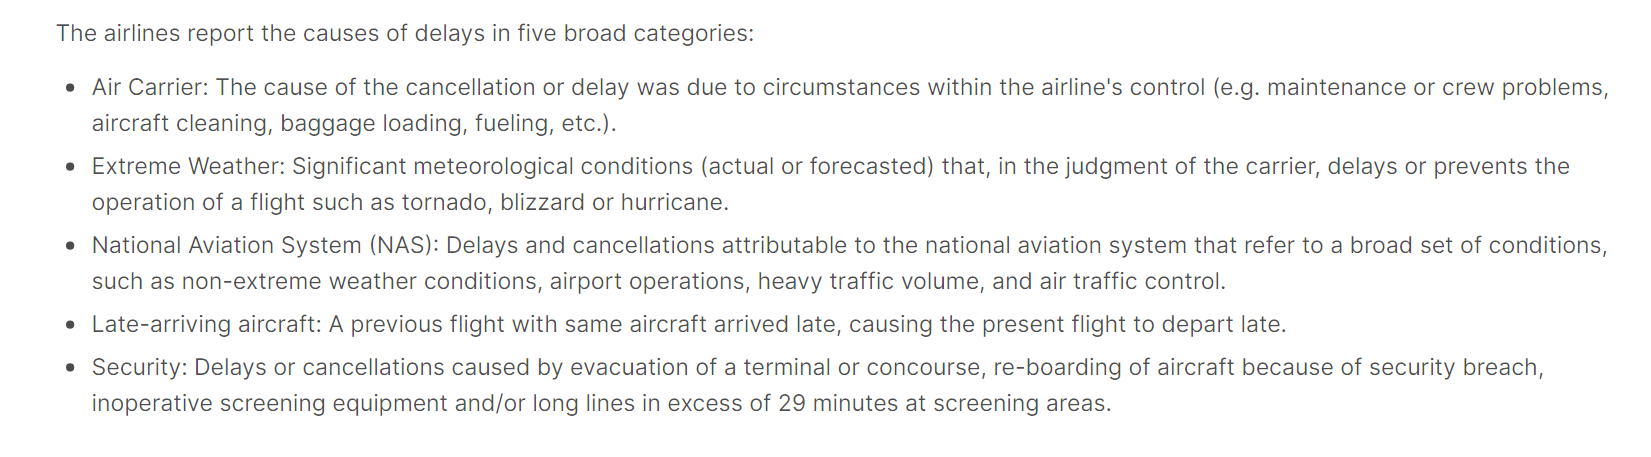 The airlines report the causes of delays in five broad categories:
• Air Carrier: The cause of the cancellation or delay was due to circumstances within the airline's control (e.g. maintenance or crew problems,
aircraft cleaning, baggage loading, fueling, etc.).
• Extreme Weather: Significant meteorological conditions (actual or forecasted) that, in the judgment of the carrier, delays or prevents the
operation of a flight such as tornado, blizzard or hurricane.
• National Aviation System (NAS): Delays and cancellations attributable to the national aviation system that refer to a broad set of conditions,
such as non-extreme weather conditions, airport operations, heavy traffic volume, and air traffic control.
• Late-arriving aircraft: A previous flight with same aircraft arrived late, causing the present flight to depart late.
• Security: Delays or cancellations caused by evacuation of a terminal or concourse, re-boarding of aircraft because of security breach,
inoperative screening equipment and/or long lines in excess of 29 minutes at screening areas.